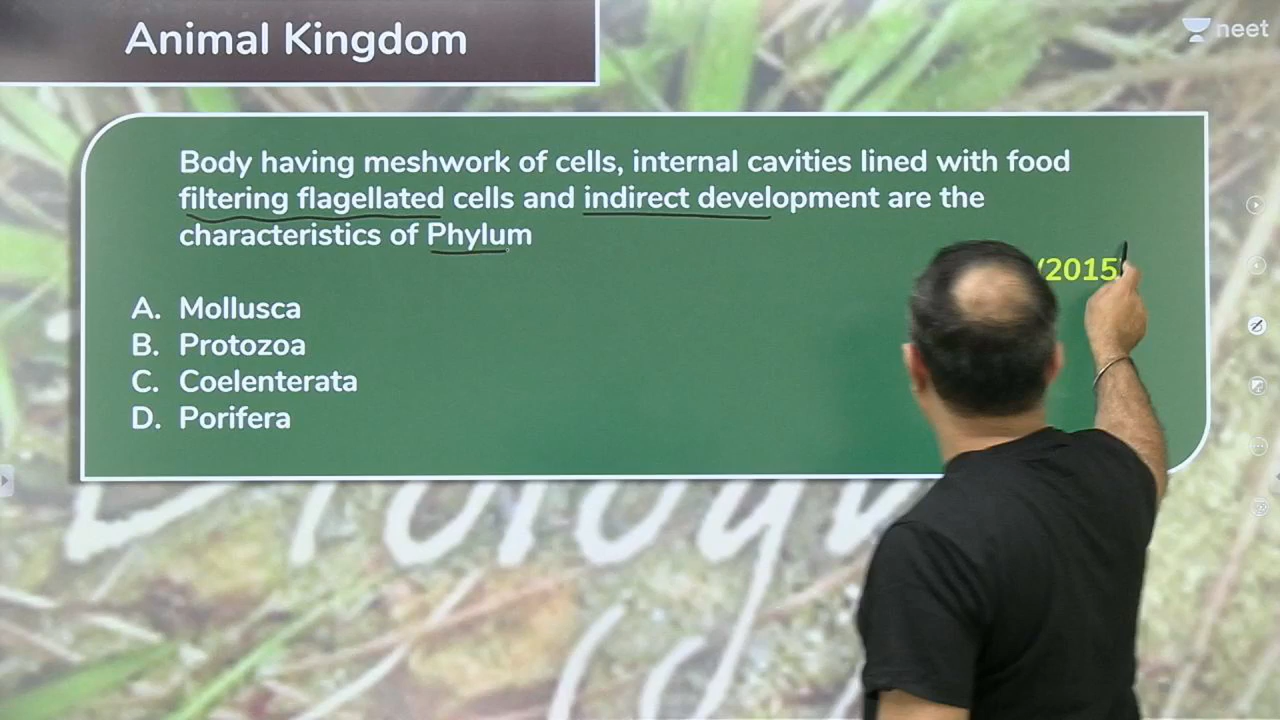 Animal Kingdom
neet
Body having meshwork of cells, internal cavities lined with food
filtering flagellated cells and indirect development are the
characteristics of Phylum
(2015
A. Mollusca
B. Protozoa
C. Coelenterata
D. Porifera
Biology